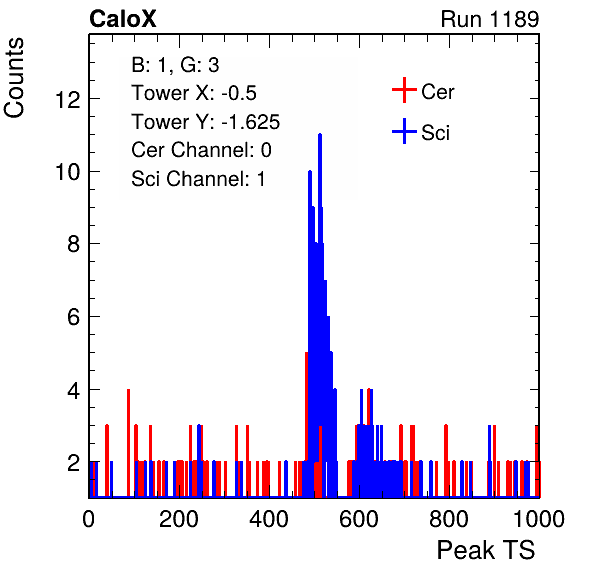 CaloX Run 1189
Counts
B: 1, G: 3
Tower X: -0.5
Tower Y: -1.625
Cer Channel: 0
Sci Channel: 1
Cer
Sci
12
10
8
6
4
2
0 200 400 600 800 1000
Peak TS